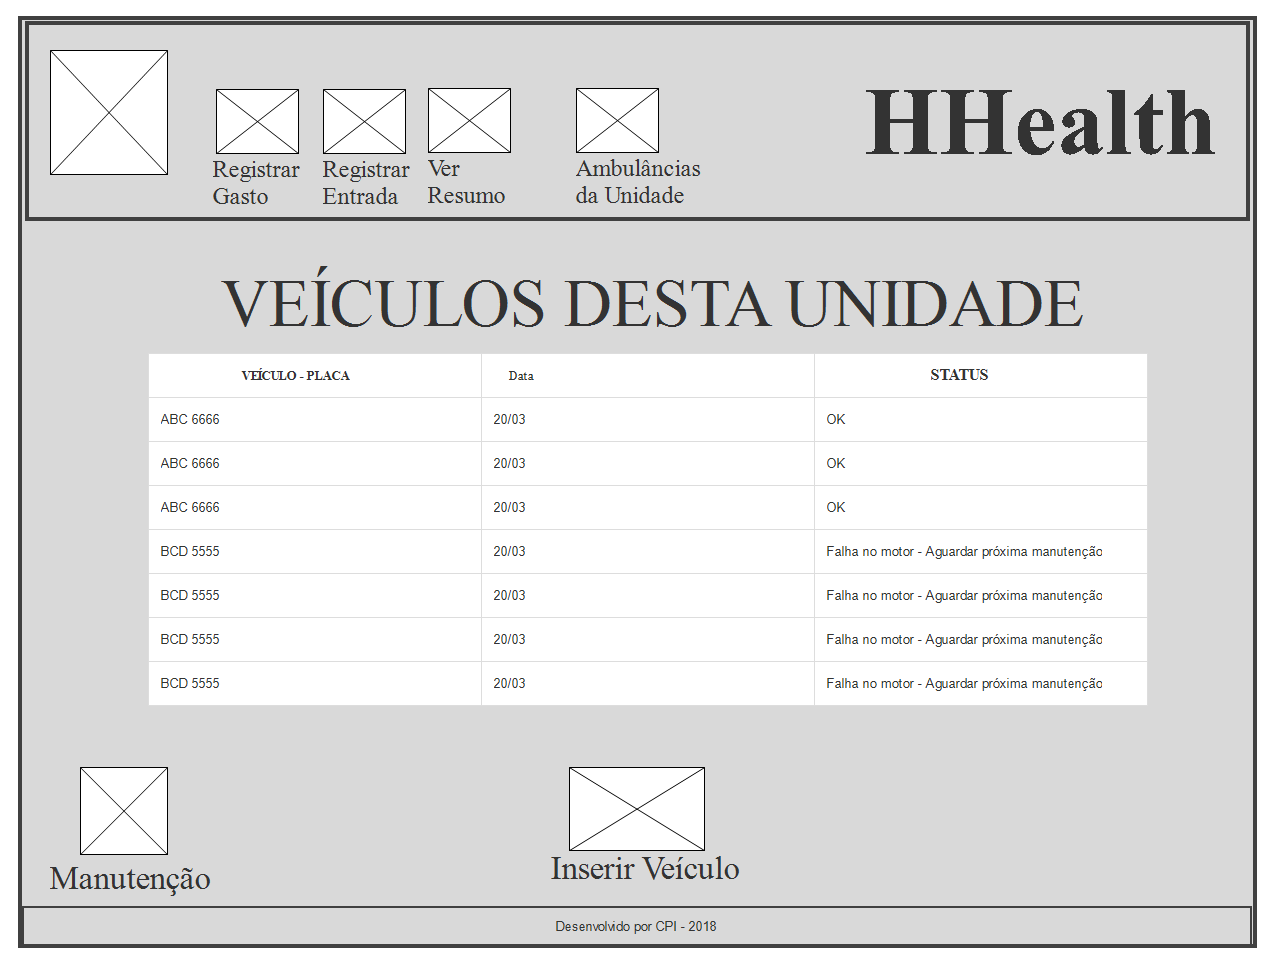 Registrar
Gasto
Registrar
Entrada
Ver
Resumo
Ambulâncias
da Unidade
HHealth
VEÍCULOS DESTA UNIDADE
VEÍCULO - PLACA Data STATUS
ABC 6666 20/03 OK
ABC 6666 20/03 OK
ABC 6666 20/03 OK
BCD 5555 20/03 Falha no motor - Aguardar próxima manutenção
BCD 5555 20/03 Falha no motor - Aguardar próxima manutenção
BCD 5555 20/03 Falha no motor - Aguardar próxima manutenção
BCD 5555 20/03 Falha no motor - Aguardar próxima manutenção
Manutenção
Inserir Veículo
Desenvolvido por CPI - 2018